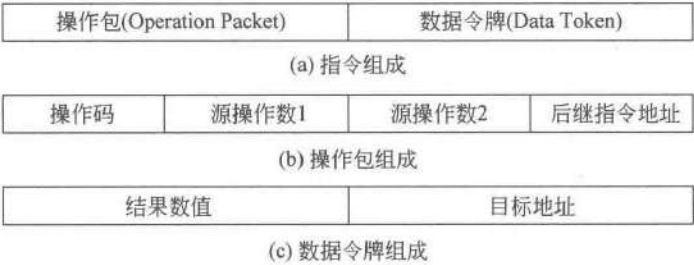 操作包(Operation Packet) 数据令牌(Data Token)
(a) 指令组成
操作码 源操作数1 源操作数2 后继指令地址
(b) 操作包组成
结果数值 目标地址
(c) 数据令牌组成